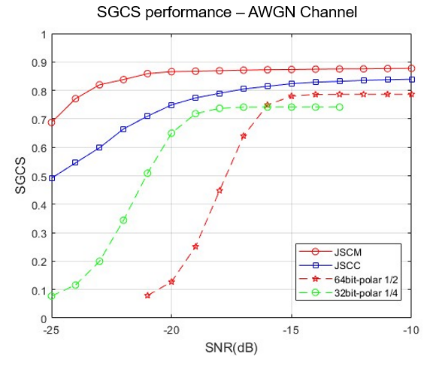 SGCS performance – AWGN Channel
1
0.9
0.8
0.7
0.6
0.5
0.4
0.3
0.2
0.1
0
SGCS
-25
-20
-15
-10
SNR(dB)
JSCM
JSCC
64bit-polar 1/2
32bit-polar 1/4